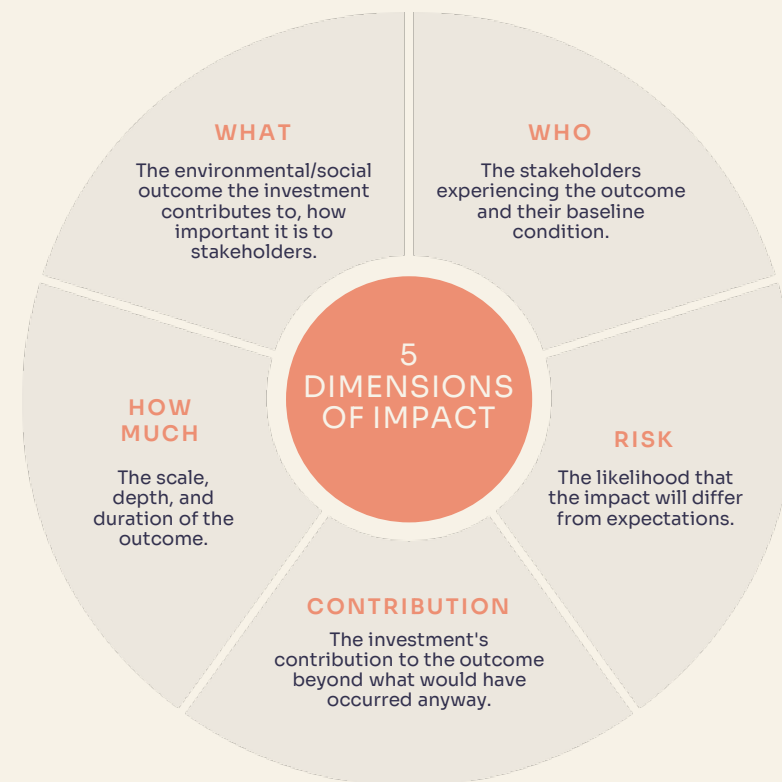 WHAT
The environmental/social
outcome the investment
contributes to, how
important it is to
stakeholders.
WHO
The stakeholders
experiencing the outcome
and their baseline
condition.
5
DIMENSIONS
OF IMPACT
HOW
MUCH
The scale,
depth, and
duration of the
outcome.
RISK
The likelihood that
the impact will differ
from expectations.
CONTRIBUTION
The investment's
contribution to the outcome
beyond what would have
occurred anyway.